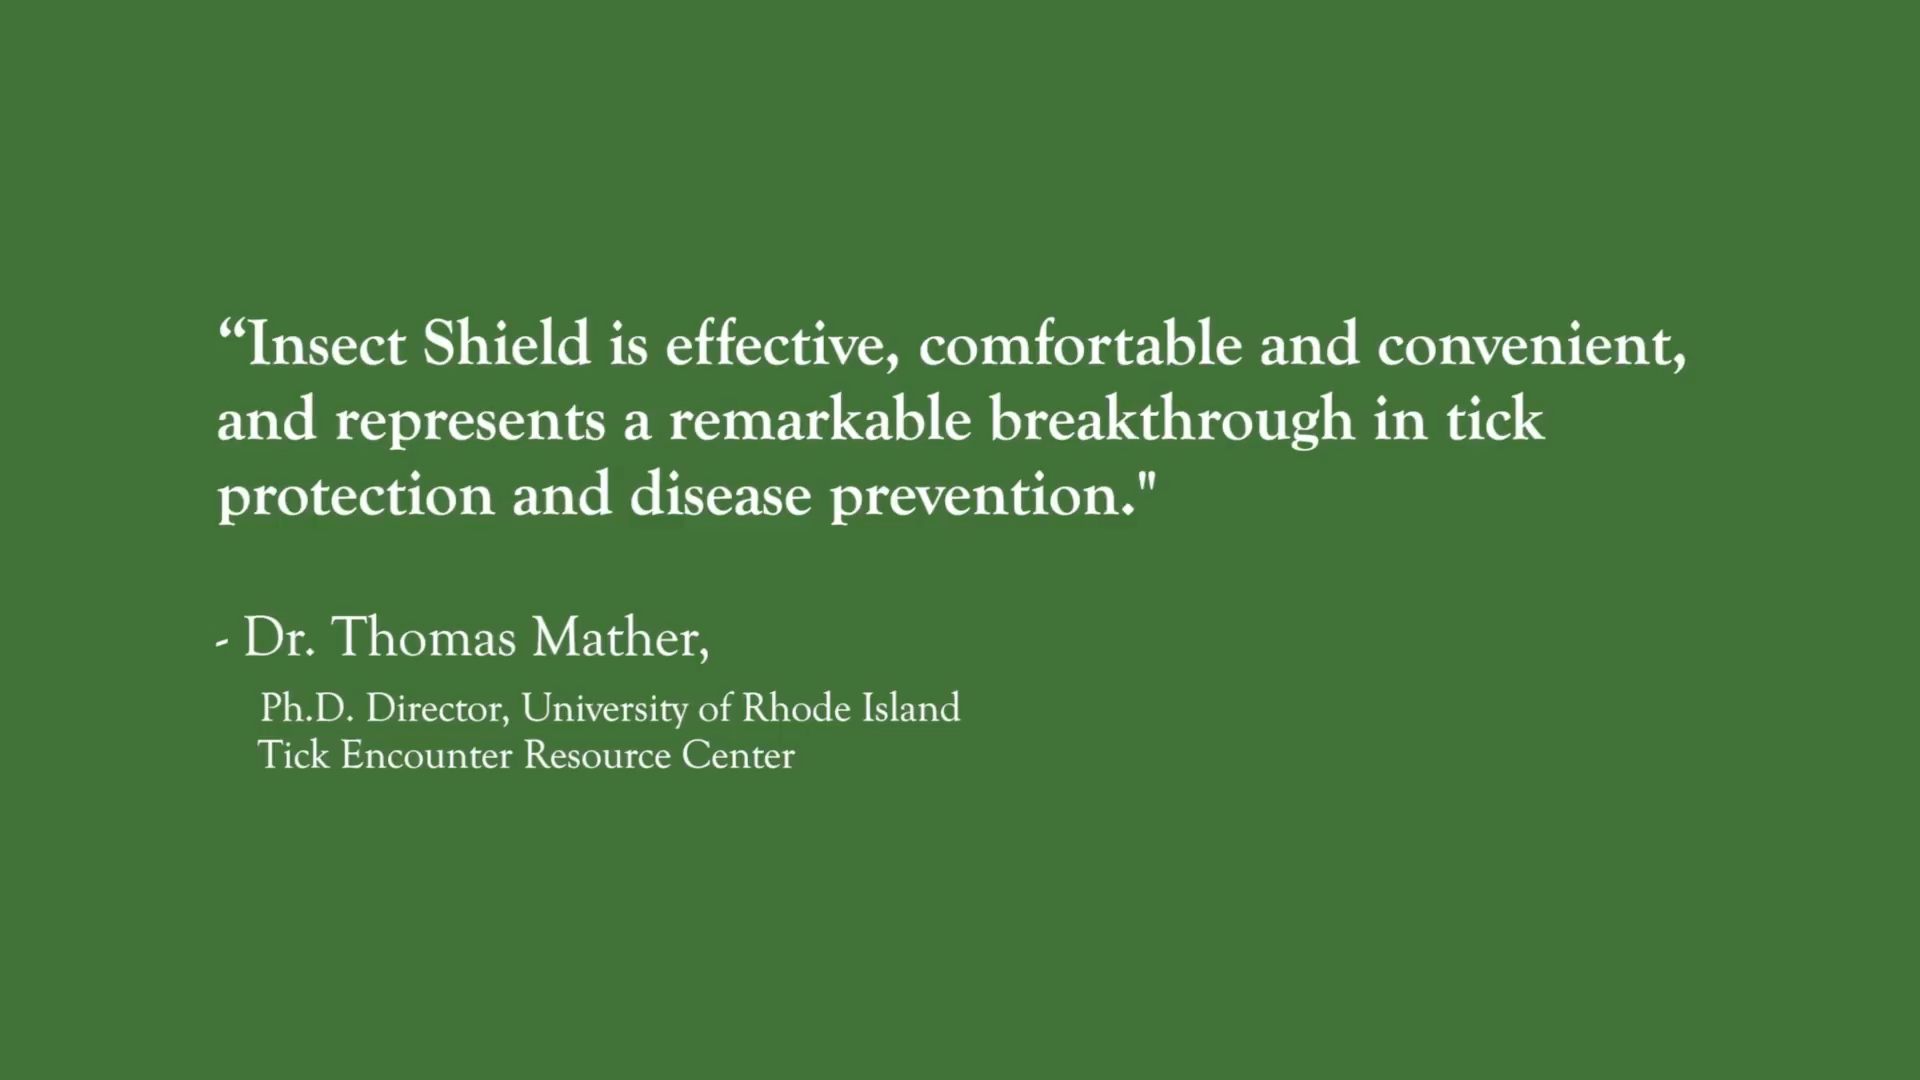 “Insect Shield is effective, comfortable and convenient,
and represents a remarkable breakthrough in tick
protection and disease prevention."
- Dr. Thomas Mather,
Ph.D. Director, University of Rhode Island
Tick Encounter Resource Center